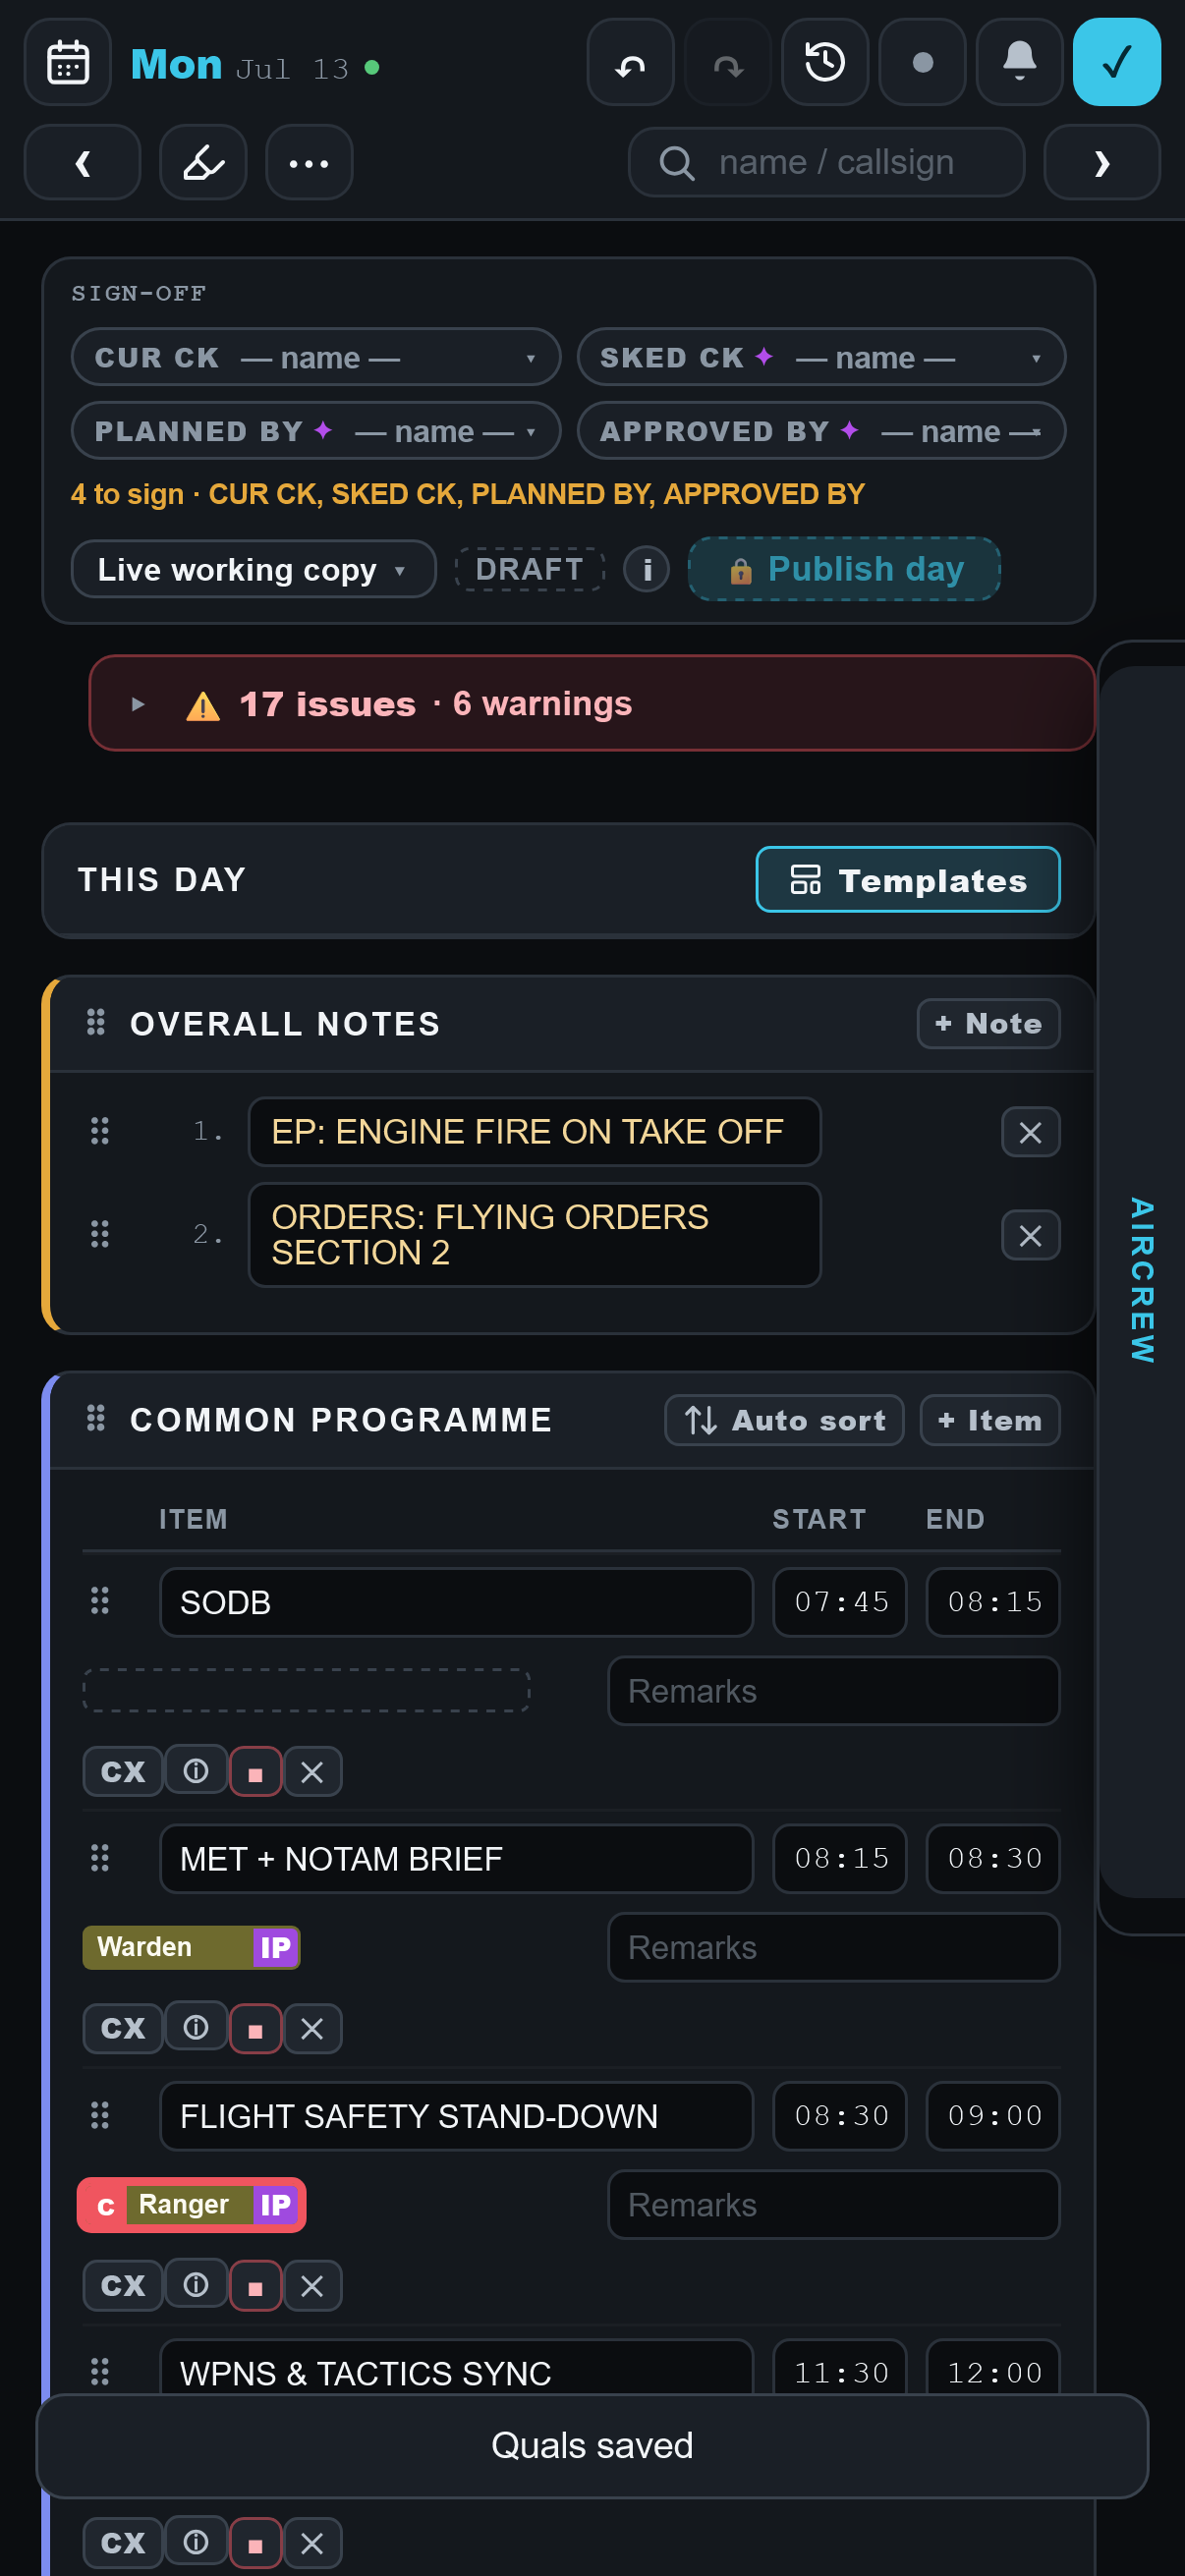 Mon Jul 13
name / callsign
SIGN-OFF
CUR CK — name —
SKED CK — name —
PLANNED BY — name —
APPROVED BY — name —
4 to sign · CUR CK, SKED CK, PLANNED BY, APPROVED BY
Live working copy
DRAFT
i
Publish day
17 issues · 6 warnings
THIS DAY
Templates
OVERALL NOTES
+ Note
1. EP: ENGINE FIRE ON TAKE OFF
2. ORDERS: FLYING ORDERS
SECTION 2
AIRCREW
COMMON PROGRAMME
Auto sort
+ Item
ITEM START END
SODB 07:45 08:15
Remarks
CX
MET + NOTAM BRIEF 08:15 08:30
Warden IP
Remarks
CX
FLIGHT SAFETY STAND-DOWN 08:30 09:00
C Ranger IP
Remarks
CX
WPNS & TACTICS SYNC 11:30 12:00
Quals saved
CX